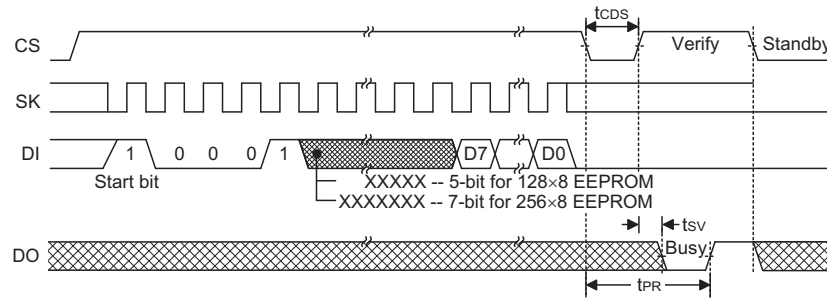 tCDS
CS
Verify
Standby
SK
DI
1 0 0 0 1
D7
D0
Start bit
XXXXX -- 5-bit for 128×8 EEPROM
XXXXXXX -- 7-bit for 256×8 EEPROM
tSV
DO
Busy
tPR